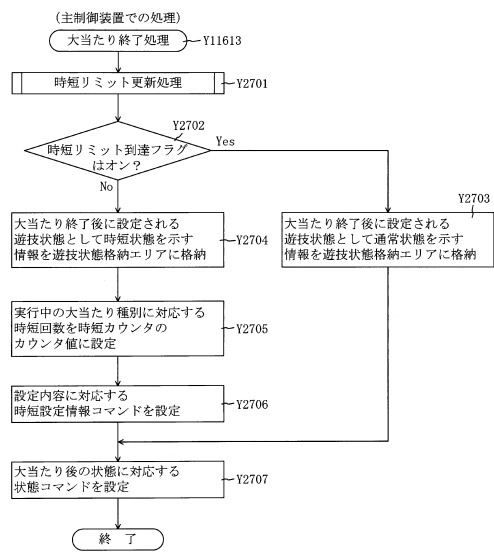 (主制御装置での処理)
大当たり終了処理
Y11613
時短リミット更新処理
Y2701
Y2702
時短リミット到達フラグ
はオン？
Yes
No
Y2703
大当たり終了後に設定される
遊技状態として時短状態を示す
情報を遊技状態格納エリアに格納
Y2704
大当たり終了後に設定される
遊技状態として通常状態を示す
情報を遊技状態格納エリアに格納
実行中の大当たり種別に対応する
時短回数を時短カウンタの
カウンタ値に設定
Y2705
設定内容に対応する
時短設定情報コマンドを設定
Y2706
大当たり後の状態に対応する
状態コマンドを設定
Y2707
終 了